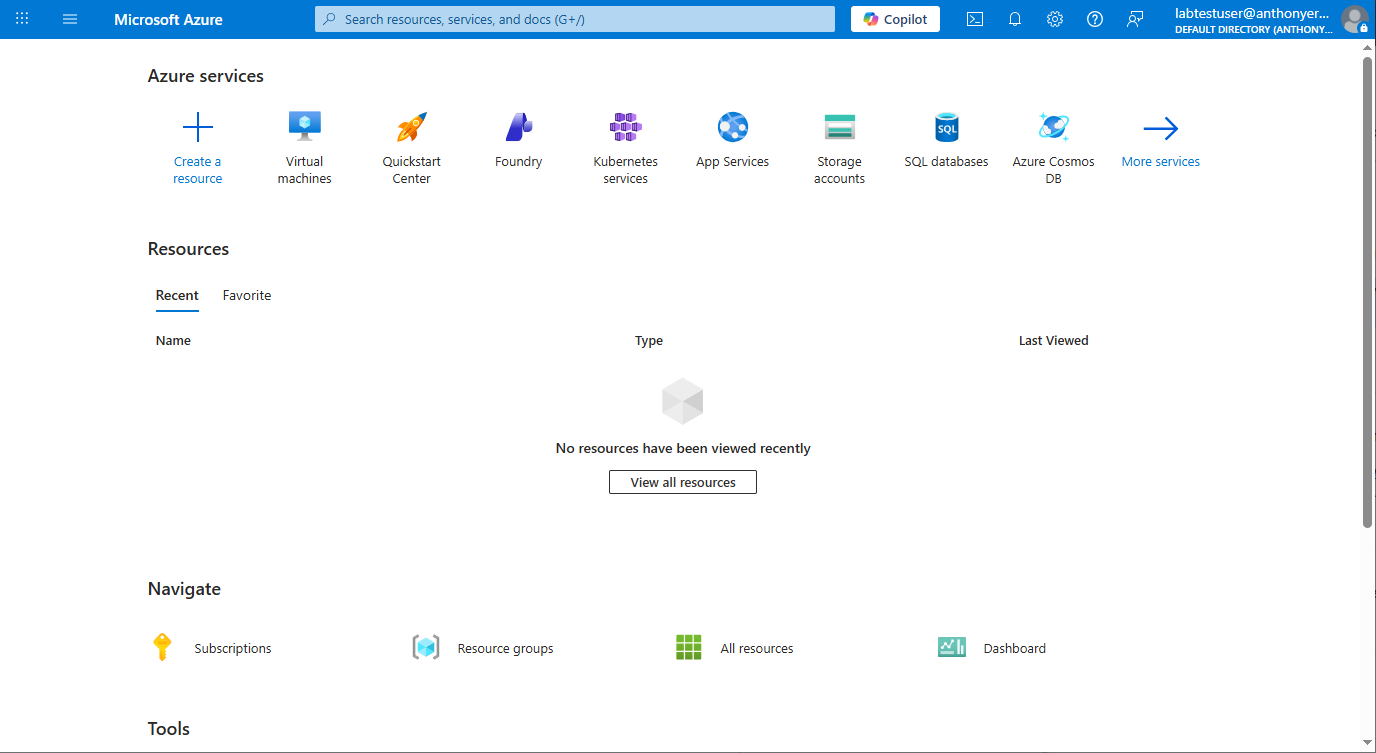 Microsoft Azure
Search resources, services, and docs (G+/)
Copilot
labtestuser@anthonyer...
DEFAULT DIRECTORY (ANTHONY...
Azure services
Create a
resource
Virtual
machines
Quickstart
Center
Foundry
Kubernetes
services
App Services
Storage
accounts
SQL
SQL databases
Azure Cosmos
DB
More services
Resources
Recent
Favorite
Name
Type
Last Viewed
No resources have been viewed recently
View all resources
Navigate
Subscriptions
Resource groups
All resources
Dashboard
Tools